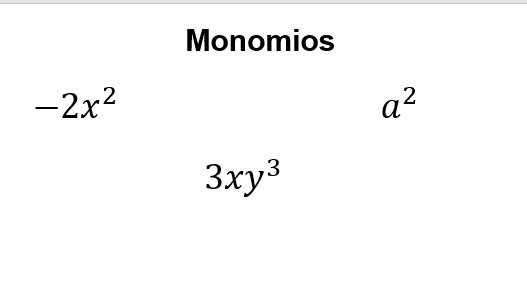 Monomios
−2x² a²
3xy³